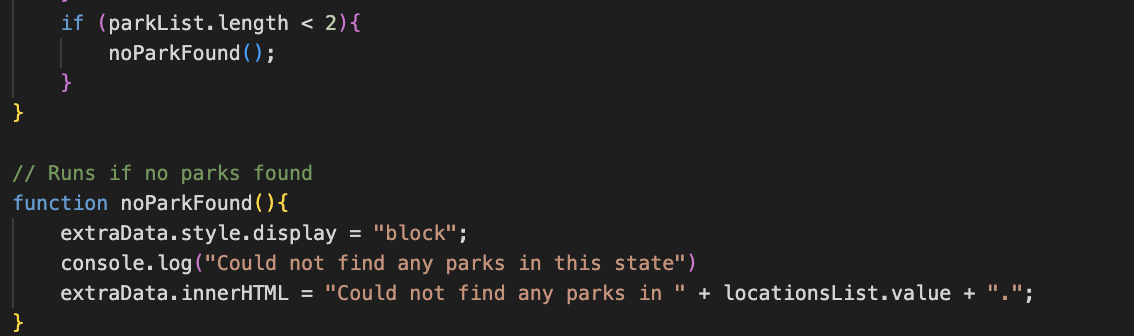 if (parkList.length < 2){
noParkFound();
}
}
// Runs if no parks found
function noParkFound(){
extraData.style.display = "block";
console.log("Could not find any parks in this state")
extraData.innerHTML = "Could not find any parks in " + locationsList.value + ".";
}